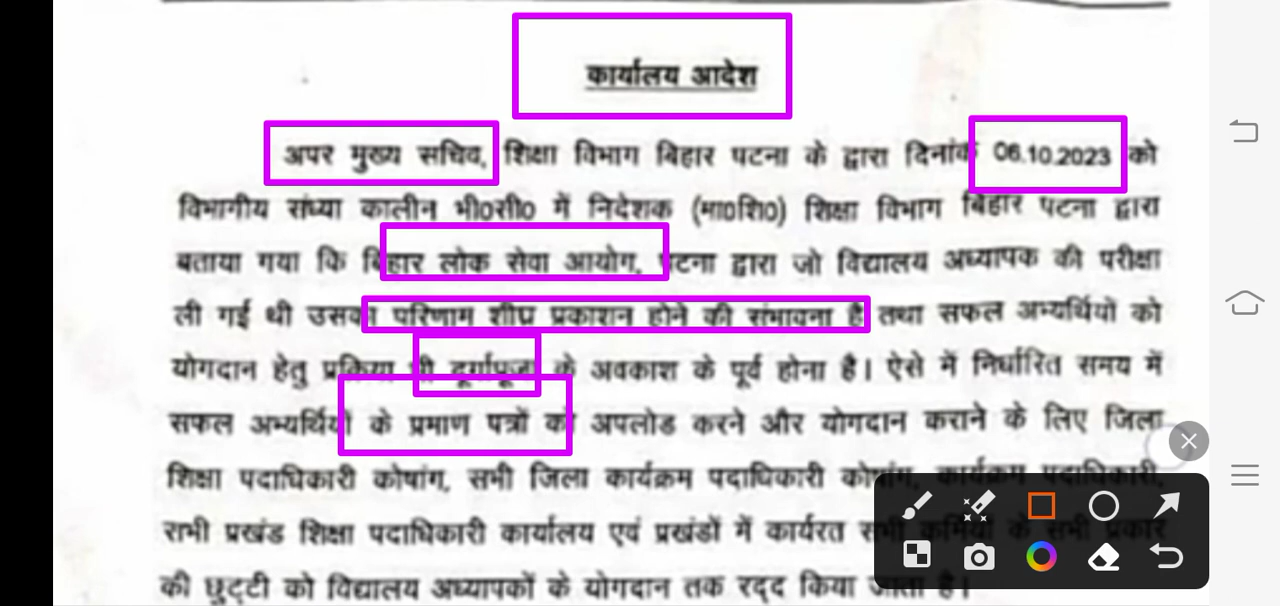 कार्यालय आदेश
अपर मुख्य सचिव, शिक्षा विभाग बिहार पटना के द्वारा दिनांक 06.10.2023 को
विभागीय संध्या कालीन भी०सी० में निदेशक (मा०शि०) शिक्षा विभाग बिहार पटना द्वारा
बताया गया कि बिहार लोक सेवा आयोग, पटना द्वारा जो विद्यालय अध्यापक की परीक्षा
ली गई थी उसका परिणाम शीघ्र प्रकाशन होने की संभावना है तथा सफल अभ्यर्थियों को
योगदान हेतु प्रक्रिया भी दूर्गापूजा के अवकाश के पूर्व होना है। ऐसे में निर्धारित समय में
सफल अभ्यर्थियों के प्रमाण पत्रों को अपलोड करने और योगदान कराने के लिए जिला
शिक्षा पदाधिकारी कोषांग, सभी जिला कार्यक्रम पदाधिकारी कोषांग, कार्यक्रम पदाधिकारी,
सभी प्रखंड शिक्षा पदाधिकारी कार्यालय एवं प्रखंडों में कार्यरत सभी कर्मियों के सभी प्रकार
की छुट्टी को विद्यालय अध्यापकों के योगदान तक रद्द किया जाता है।